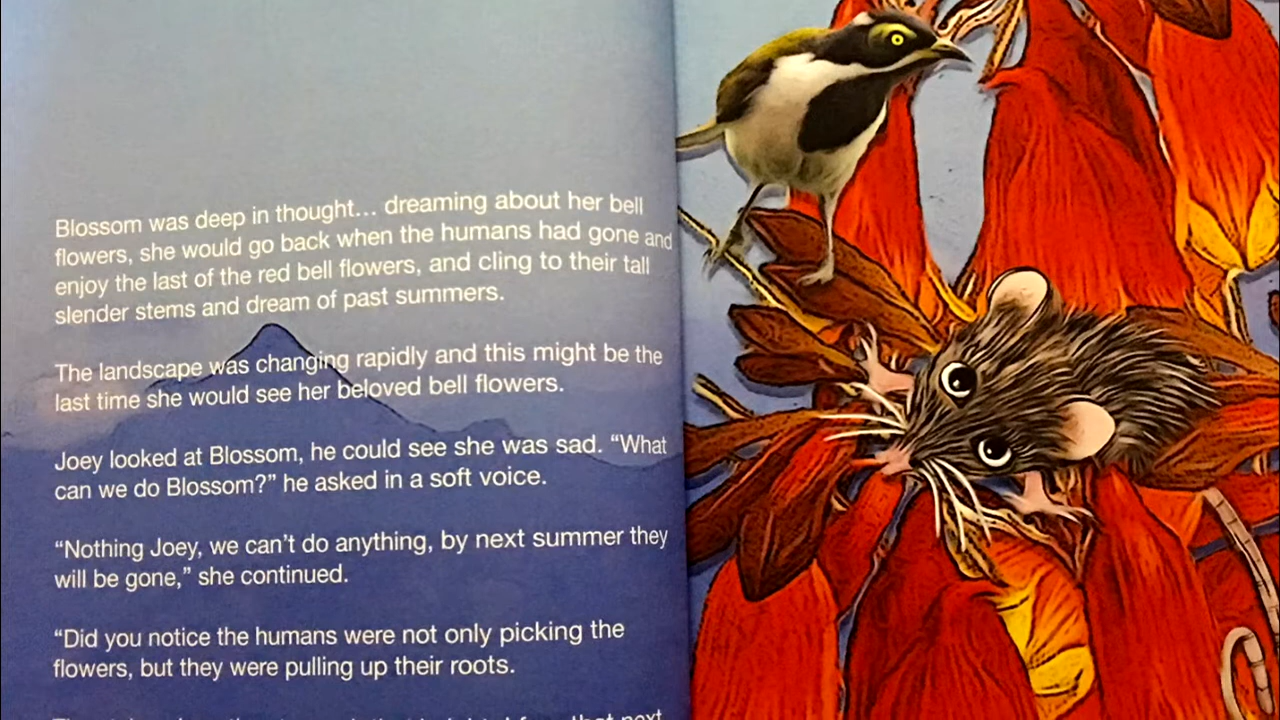 Blossom was deep in thought... dreaming about her bell
flowers, she would go back when the humans had gone and
enjoy the last of the red bell flowers, and cling to their tall
slender stems and dream of past summers.
The landscape was changing rapidly and this might be the
last time she would see her beloved bell flowers.
Joey looked at Blossom, he could see she was sad. “What
can we do Blossom?” he asked in a soft voice.
“Nothing Joey, we can’t do anything, by next summer they
will be gone,” she continued.
“Did you notice the humans were not only picking the
flowers, but they were pulling up their roots.
next